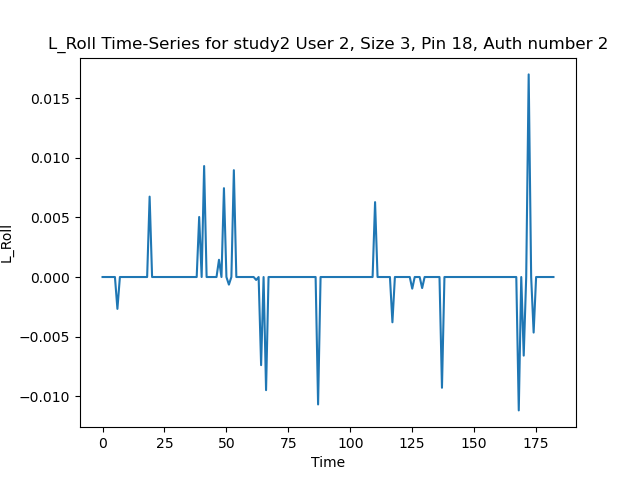 L_Roll Time-Series for study2 User 2, Size 3, Pin 18, Auth number 2
0.015
0.010
0.005
0.000
−0.005
−0.010
L_Roll
0 25 50 75 100 125 150 175
Time